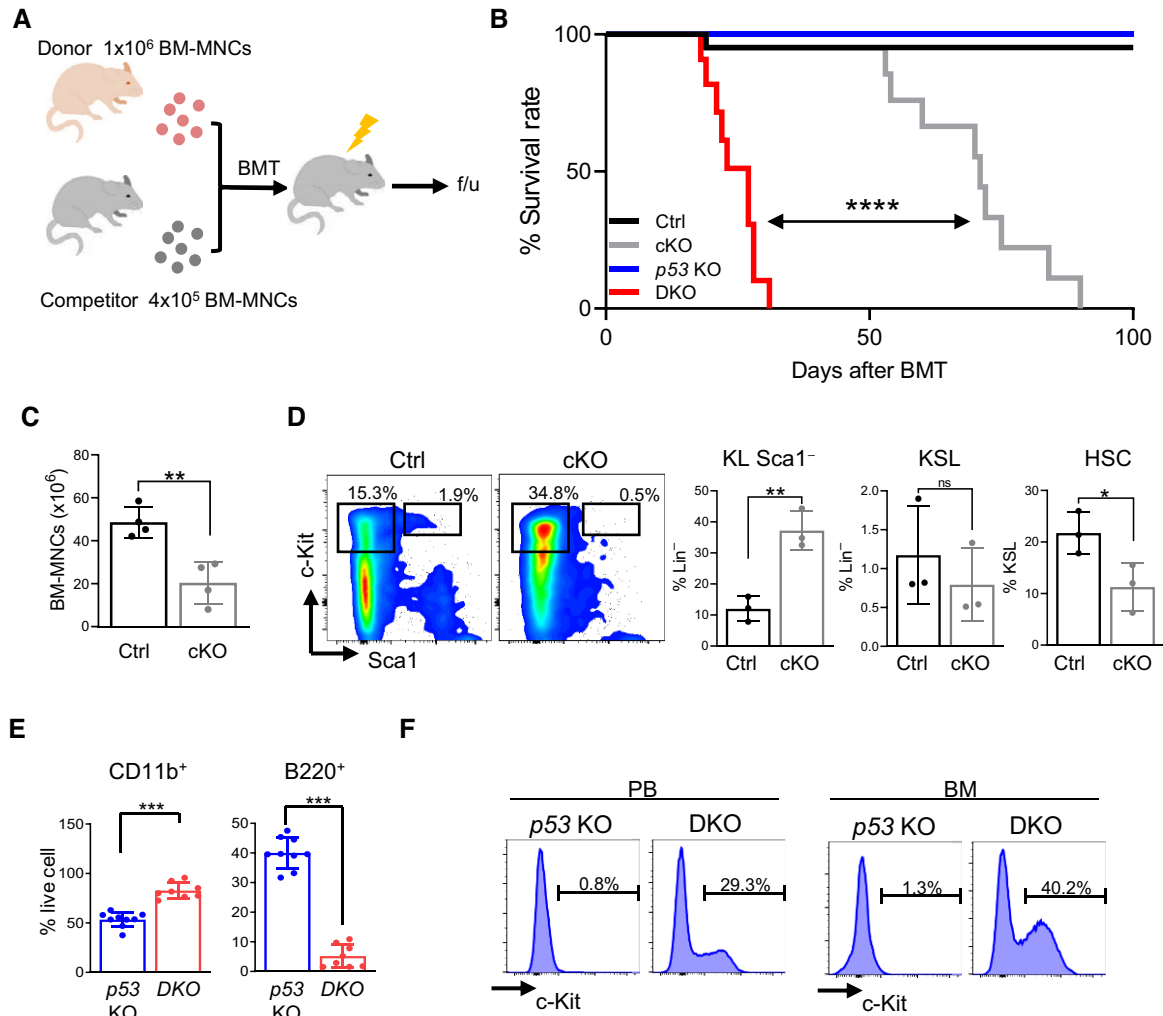 A
Donor 1x10⁶ BM-MNCs
BMT
f/u
Competitor 4x10⁵ BM-MNCs
B
% Survival rate
100
50
0
****
Ctrl
cKO
p53 KO
DKO
0
50
100
Days after BMT
C
BM-MNCs (x10⁶)
80
60
40
20
0
**
Ctrl
cKO
D
Ctrl
cKO
15.3%
1.9%
34.8%
0.5%
c-Kit
Sca1
KL Sca1⁻
% Lin⁻
50
40
30
20
10
0
**
Ctrl
cKO
KSL
% Lin⁻
2.0
1.5
1.0
0.5
0.0
ns
Ctrl
cKO
HSC
% KSL
30
20
10
0
*
Ctrl
cKO
E
CD11b⁺
% live cell
150
100
50
0
***
p53
KO
DKO
B220⁺
50
40
30
20
10
0
***
p53
KO
DKO
F
PB
p53 KO
DKO
0.8%
29.3%
c-Kit
BM
p53 KO
DKO
1.3%
40.2%
c-Kit